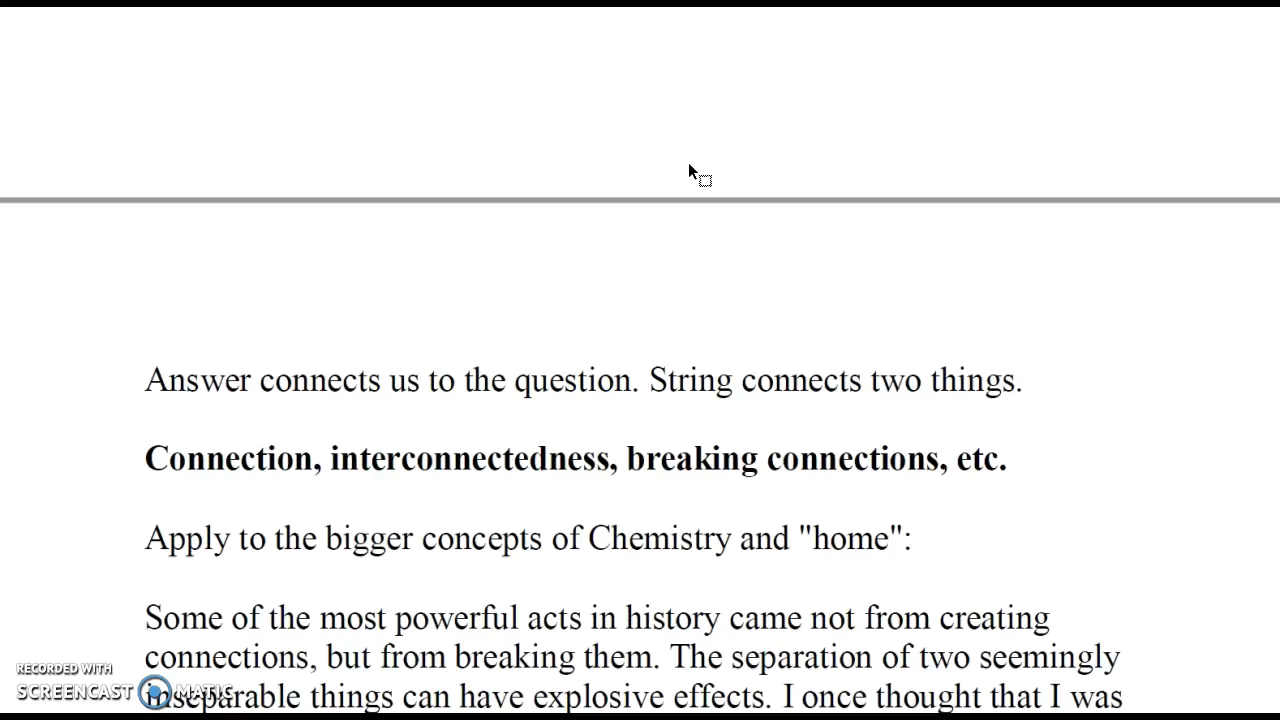 Answer connects us to the question. String connects two things.
Connection, interconnectedness, breaking connections, etc.
Apply to the bigger concepts of Chemistry and "home":
Some of the most powerful acts in history came not from creating
connections, but from breaking them. The separation of two seemingly
inseparable things can have explosive effects. I once thought that I was
RECORDED WITH
SCREENCAST MATIC